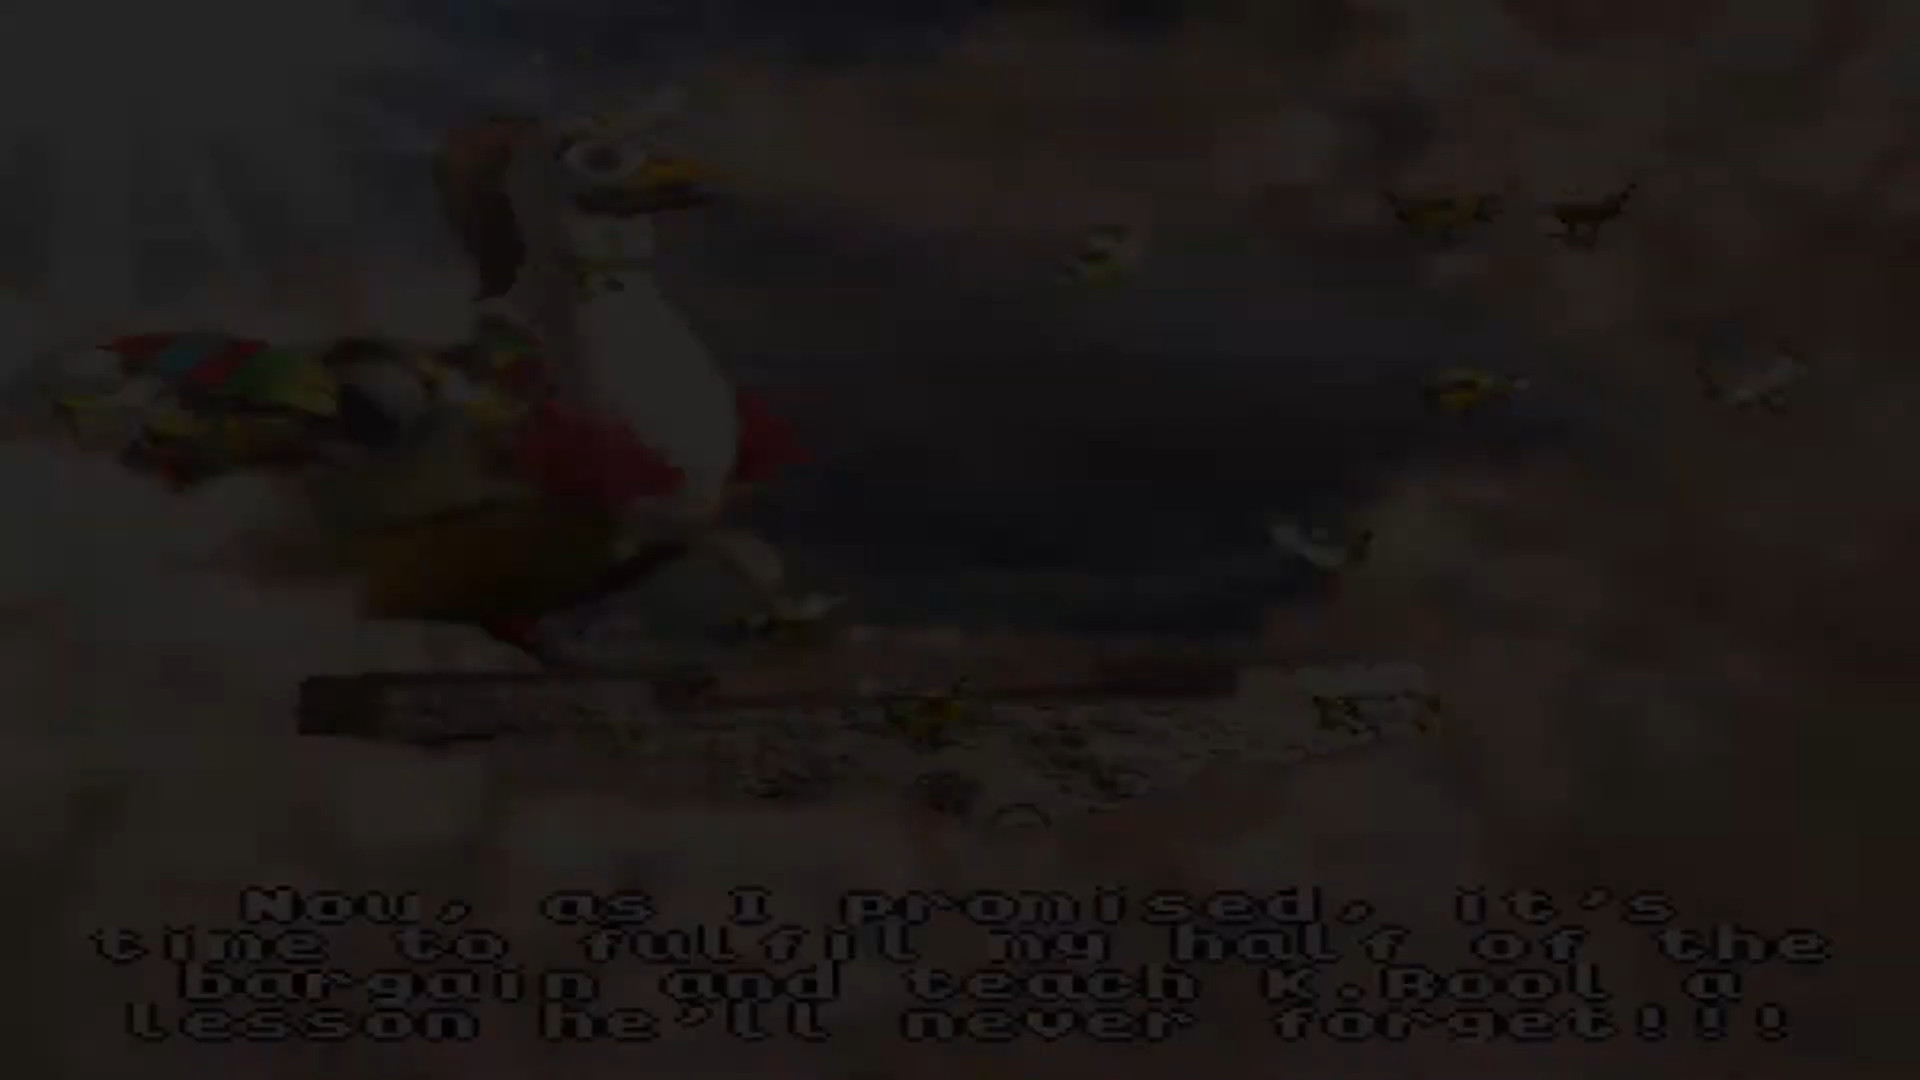 Now, as I promised, it's
time to fulfil my half of the
bargain and teach K.Rool a
lesson he'll never forget!!!